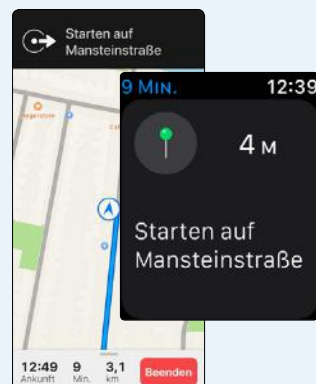 Starten auf
Mansteinstraße
9 MIN. 12:39
4 M
Starten auf
Mansteinstraße
12:49 9 3,1
Ankunft Min. km
Beenden